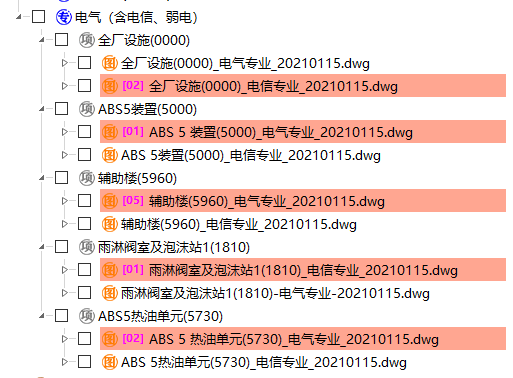 专 电气（含电信、弱电）
项 全厂设施(0000)
图 全厂设施(0000)_电气专业_20210115.dwg
图 [02] 全厂设施(0000)_电信专业_20210115.dwg
项 ABS5装置(5000)
图 [01] ABS 5 装置(5000)_电气专业_20210115.dwg
图 ABS 5装置(5000)_电信专业_20210115.dwg
项 辅助楼(5960)
图 [05] 辅助楼(5960)_电气专业_20210115.dwg
图 辅助楼(5960)_电信专业_20210115.dwg
项 雨淋阀室及泡沫站1(1810)
图 [01] 雨淋阀室及泡沫站1(1810)_电信专业_20210115.dwg
图 雨淋阀室及泡沫站1(1810)-电气专业-20210115.dwg
项 ABS5热油单元(5730)
图 [02] ABS 5 热油单元(5730)_电气专业_20210115.dwg
图 ABS 5热油单元(5730)_电信专业_20210115.dwg